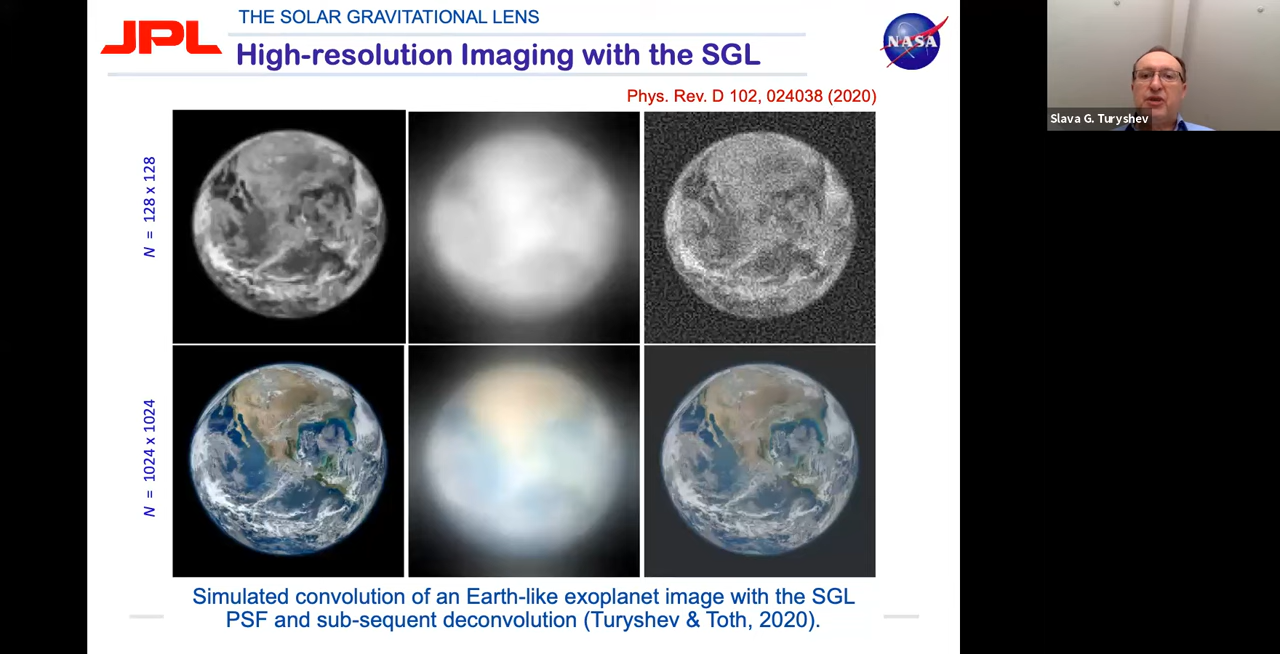 JPL
THE SOLAR GRAVITATIONAL LENS
High-resolution Imaging with the SGL
NASA
Phys. Rev. D 102, 024038 (2020)
N = 128 x 128
N = 1024 x 1024
Simulated convolution of an Earth-like exoplanet image with the SGL
PSF and sub-sequent deconvolution (Turyshev & Toth, 2020).
Slava G. Turyshev